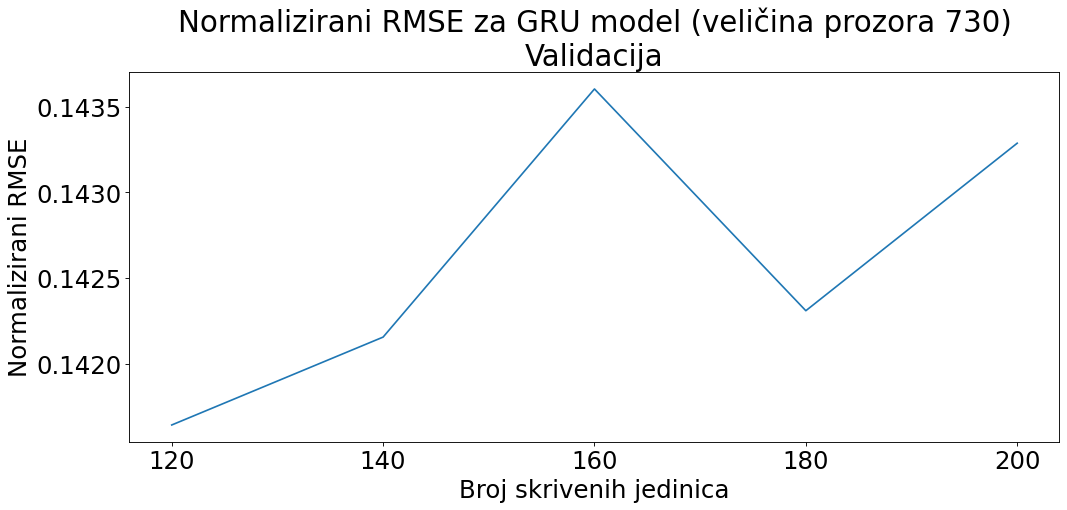 Normalizirani RMSE za GRU model (veličina prozora 730)
Validacija
Normalizirani RMSE
0.1435
0.1430
0.1425
0.1420
120 140 160 180 200
Broj skrivenih jedinica